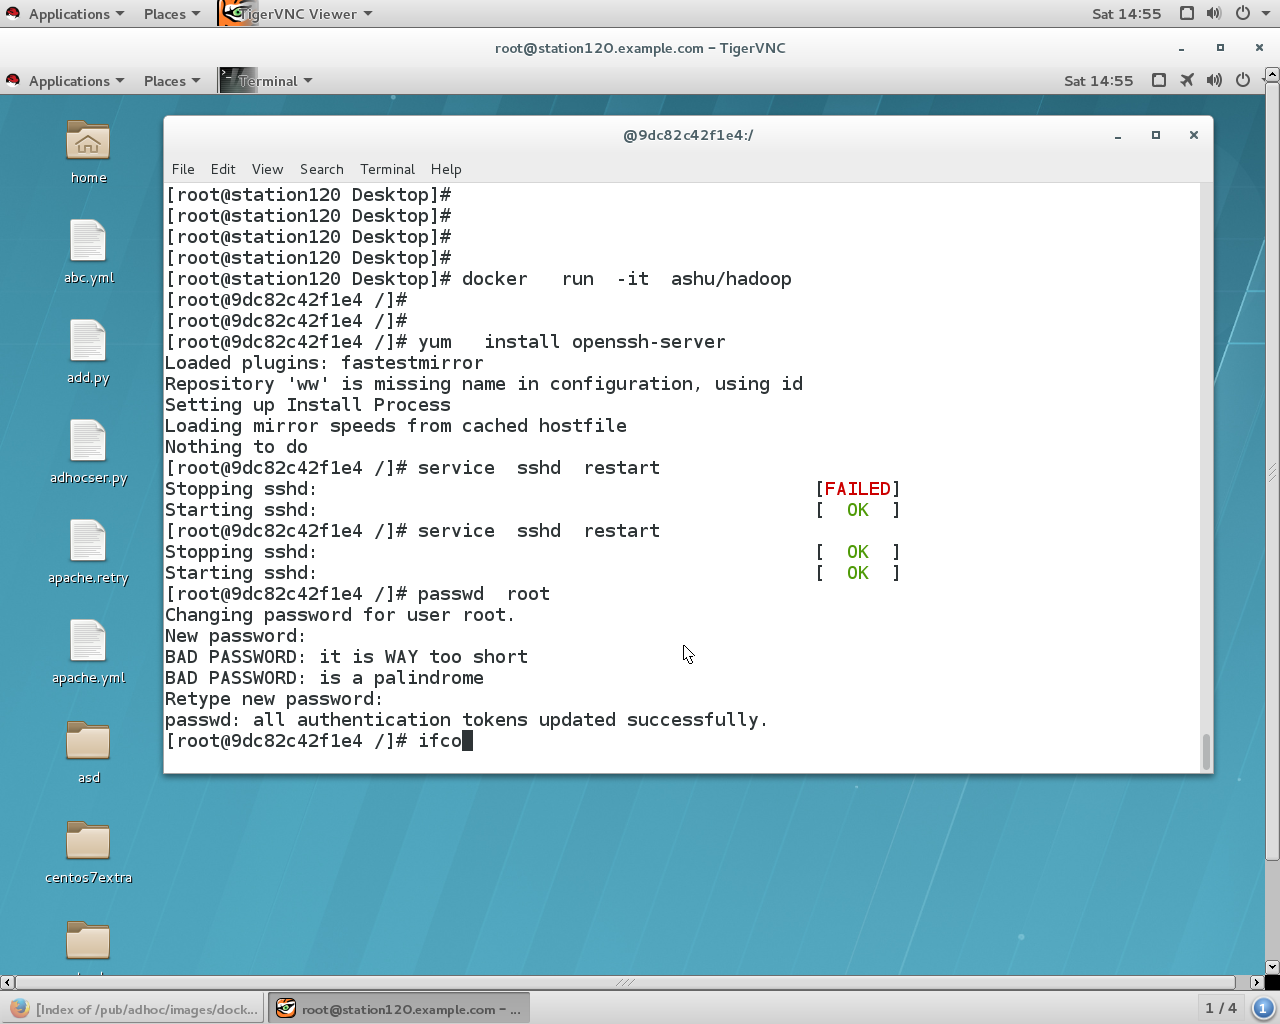 Applications Places TigerVNC Viewer Sat 14:55
root@station120.example.com - TigerVNC
Applications Places Terminal Sat 14:55
@9dc82c42f1e4:/
File Edit View Search Terminal Help
[root@station120 Desktop]#
[root@station120 Desktop]#
[root@station120 Desktop]#
[root@station120 Desktop]#
[root@station120 Desktop]# docker   run  -it  ashu/hadoop
[root@9dc82c42f1e4 /]#
[root@9dc82c42f1e4 /]#
[root@9dc82c42f1e4 /]# yum   install openssh-server
Loaded plugins: fastestmirror
Repository 'ww' is missing name in configuration, using id
Setting up Install Process
Loading mirror speeds from cached hostfile
Nothing to do
[root@9dc82c42f1e4 /]# service  sshd  restart
Stopping sshd: [FAILED]
Starting sshd: [  OK  ]
[root@9dc82c42f1e4 /]# service  sshd  restart
Stopping sshd: [  OK  ]
Starting sshd: [  OK  ]
[root@9dc82c42f1e4 /]# passwd  root
Changing password for user root.
New password:
BAD PASSWORD: it is WAY too short
BAD PASSWORD: is a palindrome
Retype new password:
passwd: all authentication tokens updated successfully.
[root@9dc82c42f1e4 /]# ifco
home
abc.yml
add.py
adhocser.py
apache.retry
apache.yml
asd
centos7extra
[Index of /pub/adhoc/images/dock... root@station120.example.com - ... 1 / 4 1